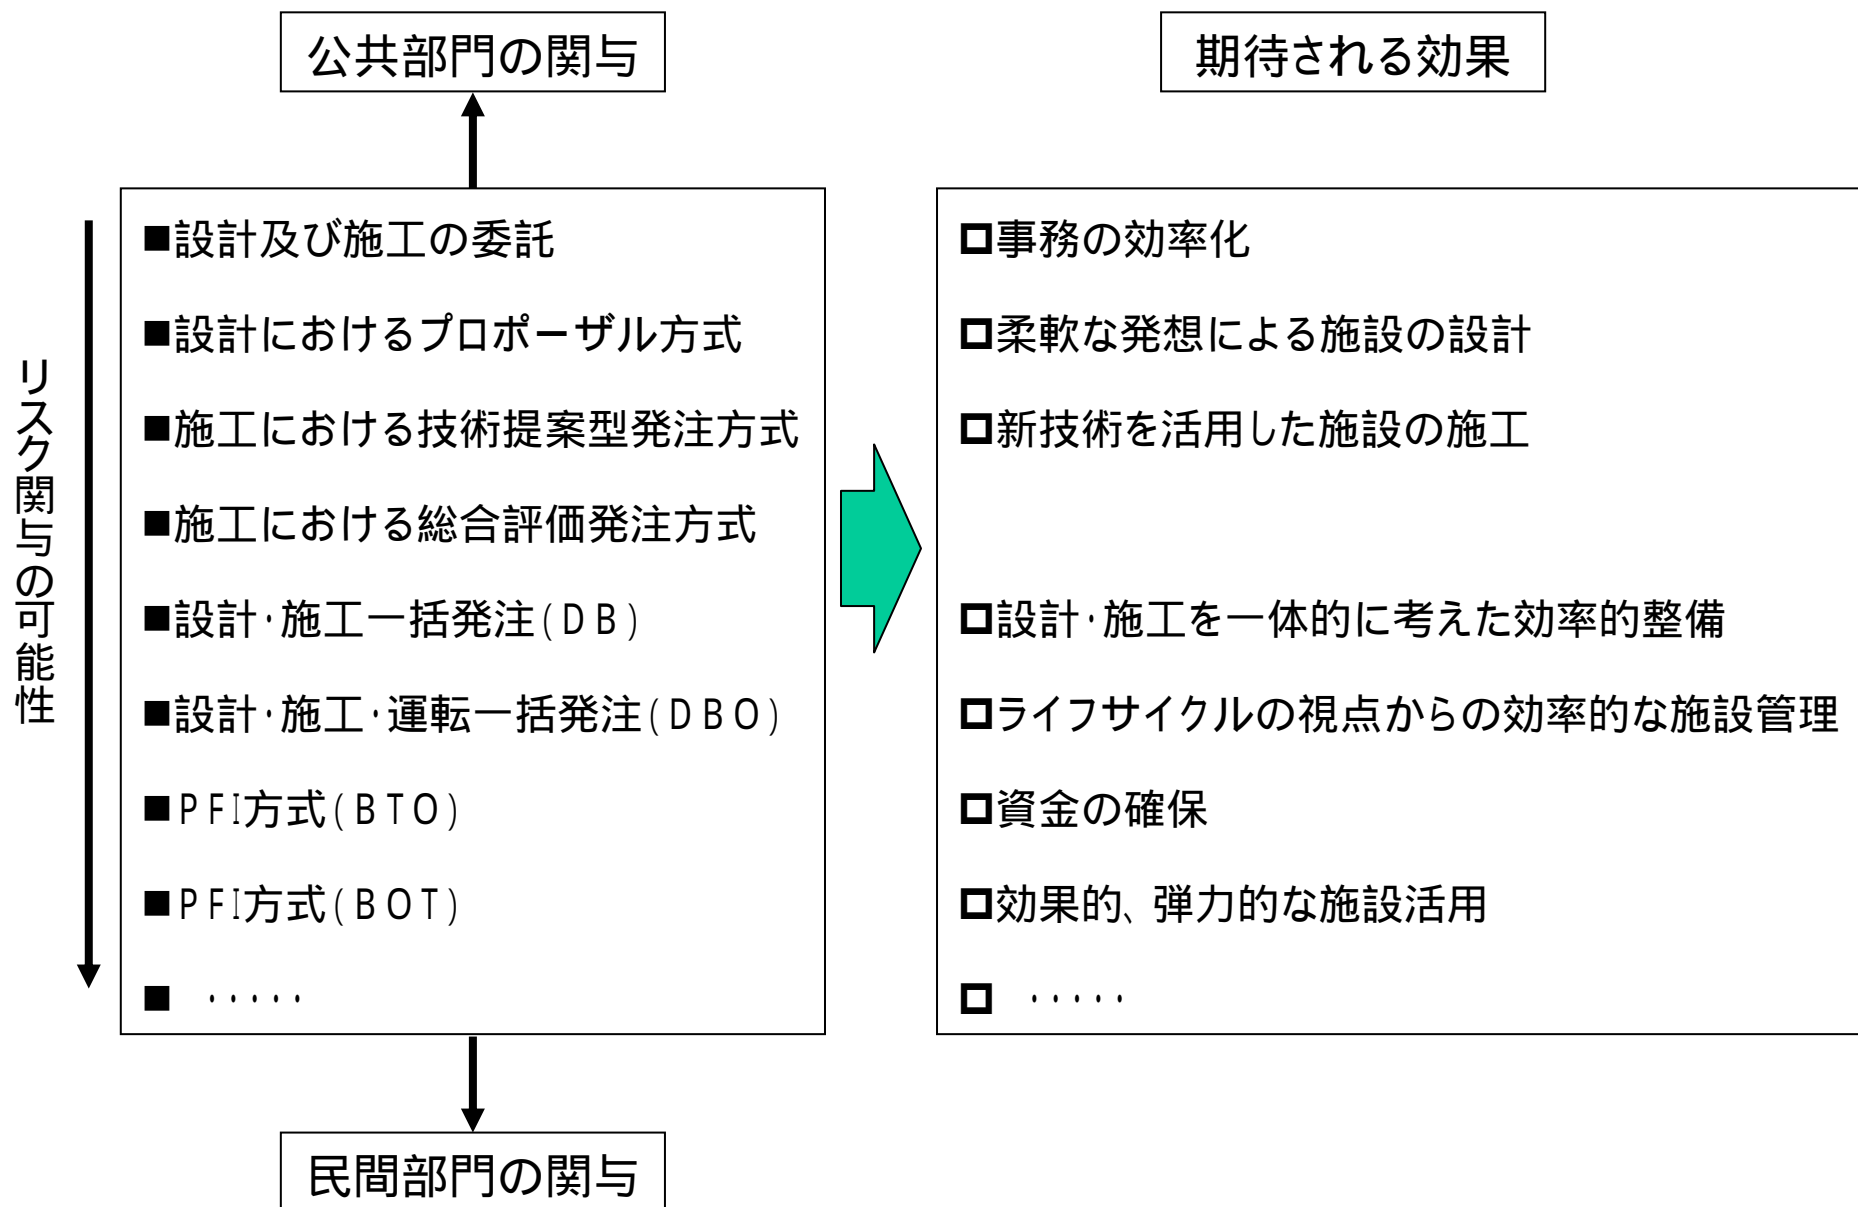 公共部門の関与
期待される効果
リスク関与の可能性
■設計及び施工の委託
■設計におけるプロポーザル方式
■施工における技術提案型発注方式
■施工における総合評価発注方式
■設計・施工一括発注(DB)
■設計・施工・運転一括発注(DBO)
■PFI方式(BTO)
■PFI方式(BOT)
■ ・・・・・
□事務の効率化
□柔軟な発想による施設の設計
□新技術を活用した施設の施工
□設計・施工を一体的に考えた効率的整備
□ライフサイクルの視点からの効率的な施設管理
□資金の確保
□効果的、弾力的な施設活用
□ ・・・・・
民間部門の関与